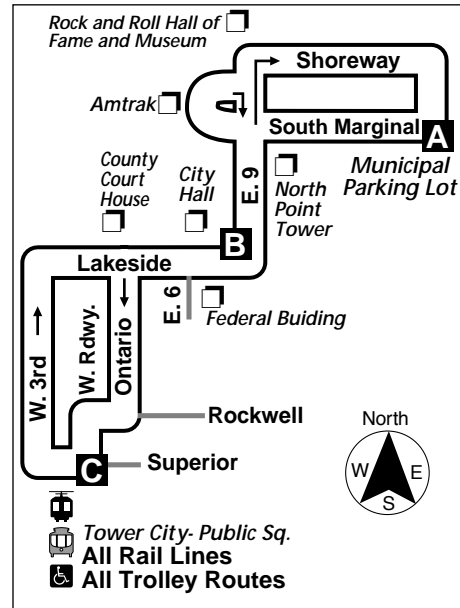 Rock and Roll Hall of
Fame and Museum
Shoreway
Amtrak
South Marginal
A
Municipal
Parking Lot
County
Court
House
City
Hall
E. 9
North
Point
Tower
B
Lakeside
E. 6
Federal Buiding
W. 3rd
W. Rdwy.
Ontario
Rockwell
C
Superior
North
W
E
S
Tower City- Public Sq.
All Rail Lines
All Trolley Routes